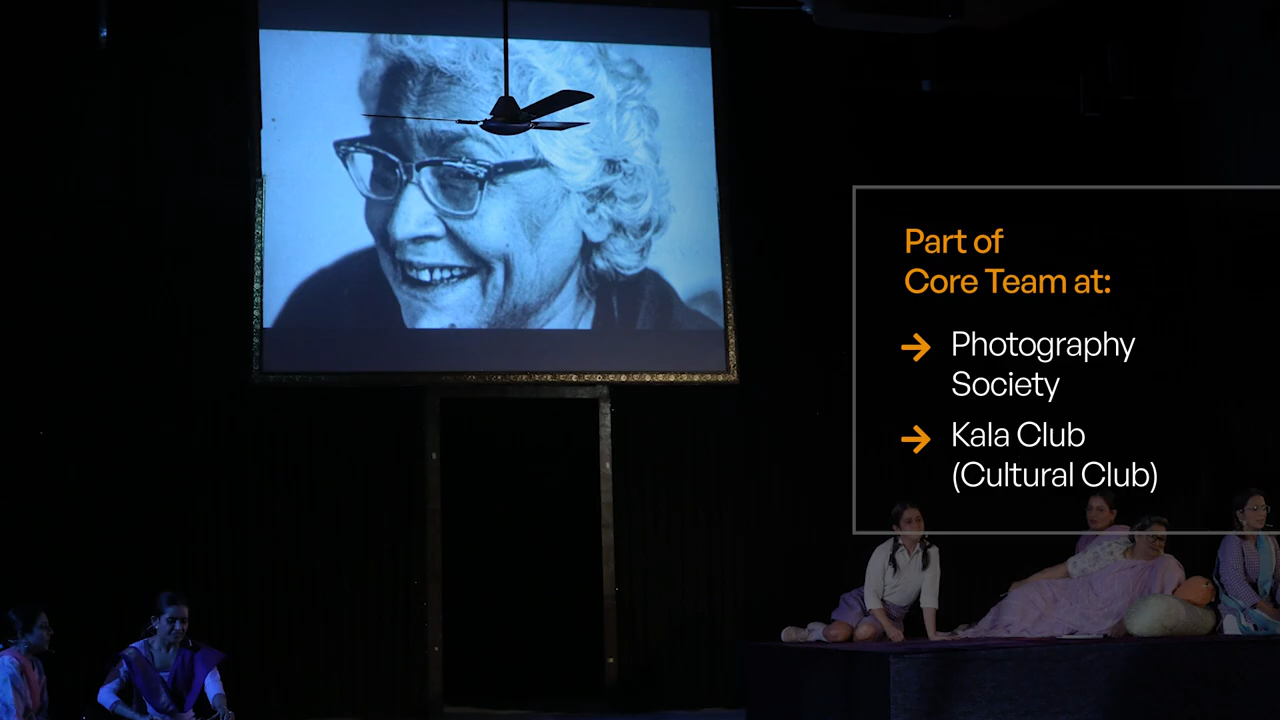 Part of
Core Team at:
Photography
Society
Kala Club
(Cultural Club)